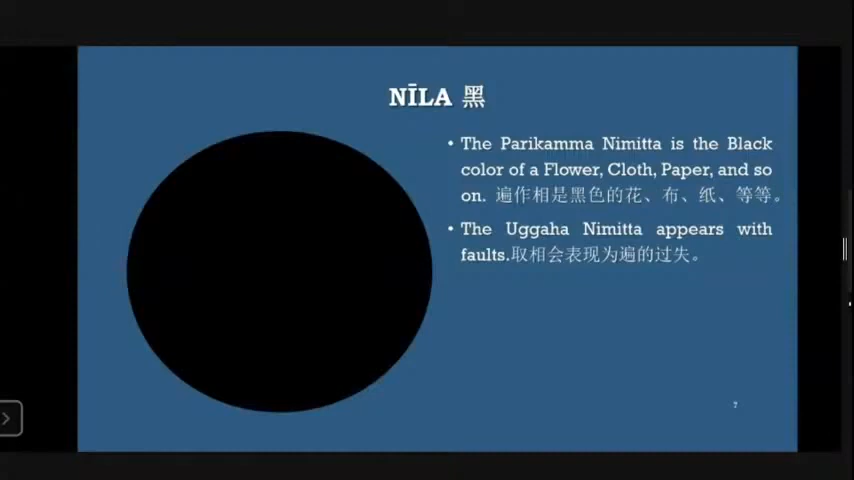 NĪLA 黑
• The Parikamma Nimitta is the Black
color of a Flower, Cloth, Paper, and so
on. 遍作相是黑色的花、布、纸、等等。
• The Uggaha Nimitta appears with
faults.取相会表现为遍的过失。
7